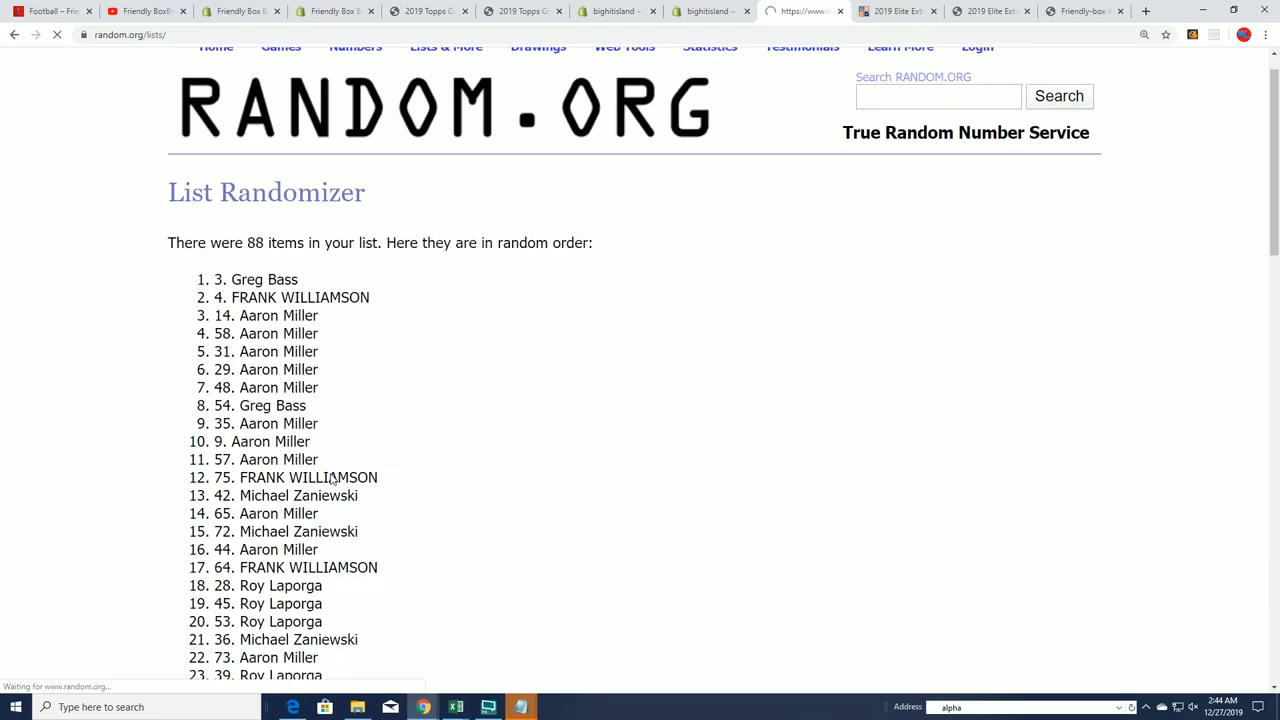 Football – Frie
Friendly Box B
2019 Topps G
2019 Topps G
bighitisland –
bighitisland –
https://www.r
2019 Elite Ext
2019 Elite Ext
Friendly-box A
random.org/lists/
Home Games Numbers Lists & More Drawings Web Tools Statistics Testimonials Learn More Login
RANDOM.ORG
Search RANDOM.ORG
Search
True Random Number Service
List Randomizer
There were 88 items in your list. Here they are in random order:
1. 3. Greg Bass
2. 4. FRANK WILLIAMSON
3. 14. Aaron Miller
4. 58. Aaron Miller
5. 31. Aaron Miller
6. 29. Aaron Miller
7. 48. Aaron Miller
8. 54. Greg Bass
9. 35. Aaron Miller
10. 9. Aaron Miller
11. 57. Aaron Miller
12. 75. FRANK WILLIAMSON
13. 42. Michael Zaniewski
14. 65. Aaron Miller
15. 72. Michael Zaniewski
16. 44. Aaron Miller
17. 64. FRANK WILLIAMSON
18. 28. Roy Laporga
19. 45. Roy Laporga
20. 53. Roy Laporga
21. 36. Michael Zaniewski
22. 73. Aaron Miller
23. 39. Roy Laporga
Waiting for www.random.org...
Type here to search
Address
alpha
2:44 AM
12/27/2019